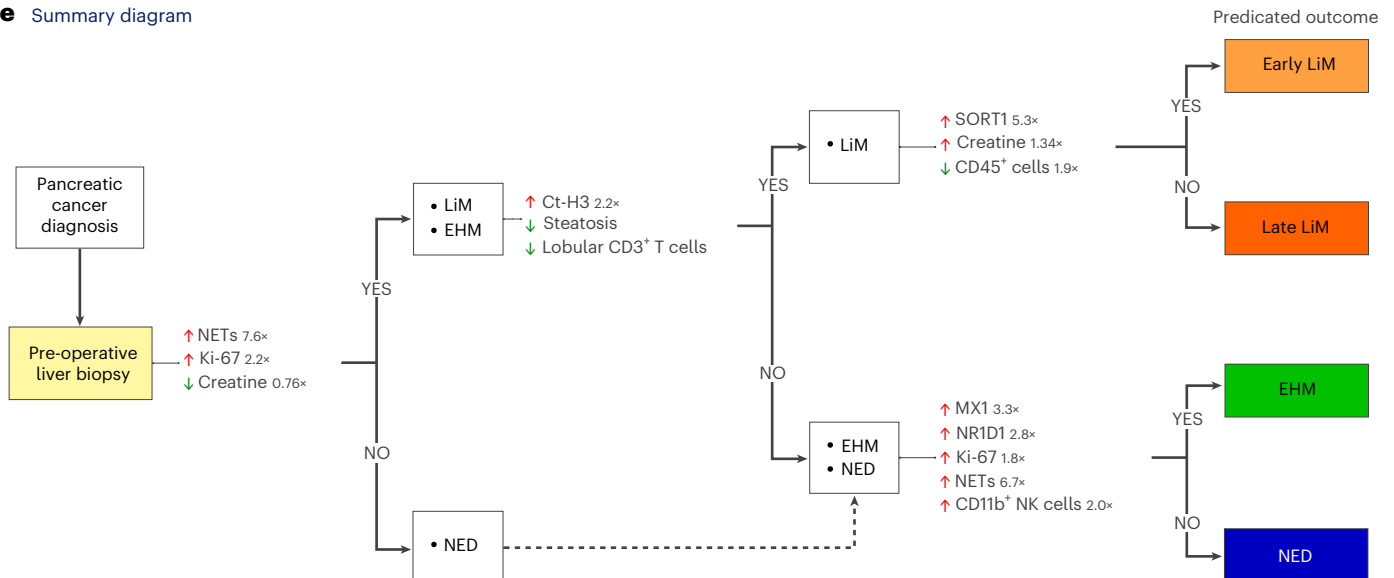 e Summary diagram
Predicated outcome
Pancreatic
cancer
diagnosis
Pre-operative
liver biopsy
↑ NETs 7.6×
↑ Ki-67 2.2×
↓ Creatine 0.76×
YES
NO
• LiM
• EHM
• NED
↑ Ct-H3 2.2×
↓ Steatosis
↓ Lobular CD3⁺ T cells
YES
NO
• LiM
↑ SORT1 5.3×
↑ Creatine 1.34×
↓ CD45⁺ cells 1.9×
YES
NO
Early LiM
Late LiM
• EHM
• NED
↑ MX1 3.3×
↑ NR1D1 2.8×
↑ Ki-67 1.8×
↑ NETs 6.7×
↑ CD11b⁺ NK cells 2.0×
YES
NO
EHM
NED